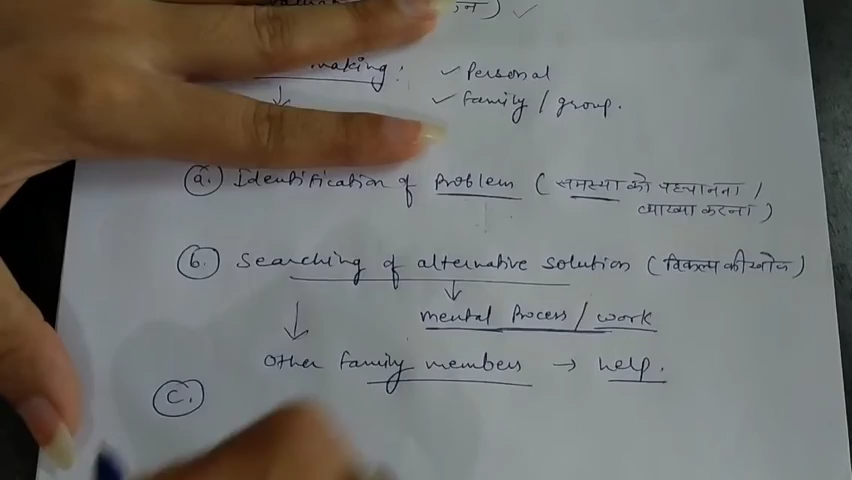 making: ✓ Personal
✓ Family / group.
(a.) Identification of Problem (समस्या को पहचानना /
व्याख्या करना)
(b.) Searching of alternative solution (विकल्प की खोज)
↓ ↓ mental Process / work
Other family members → help.
(c.)